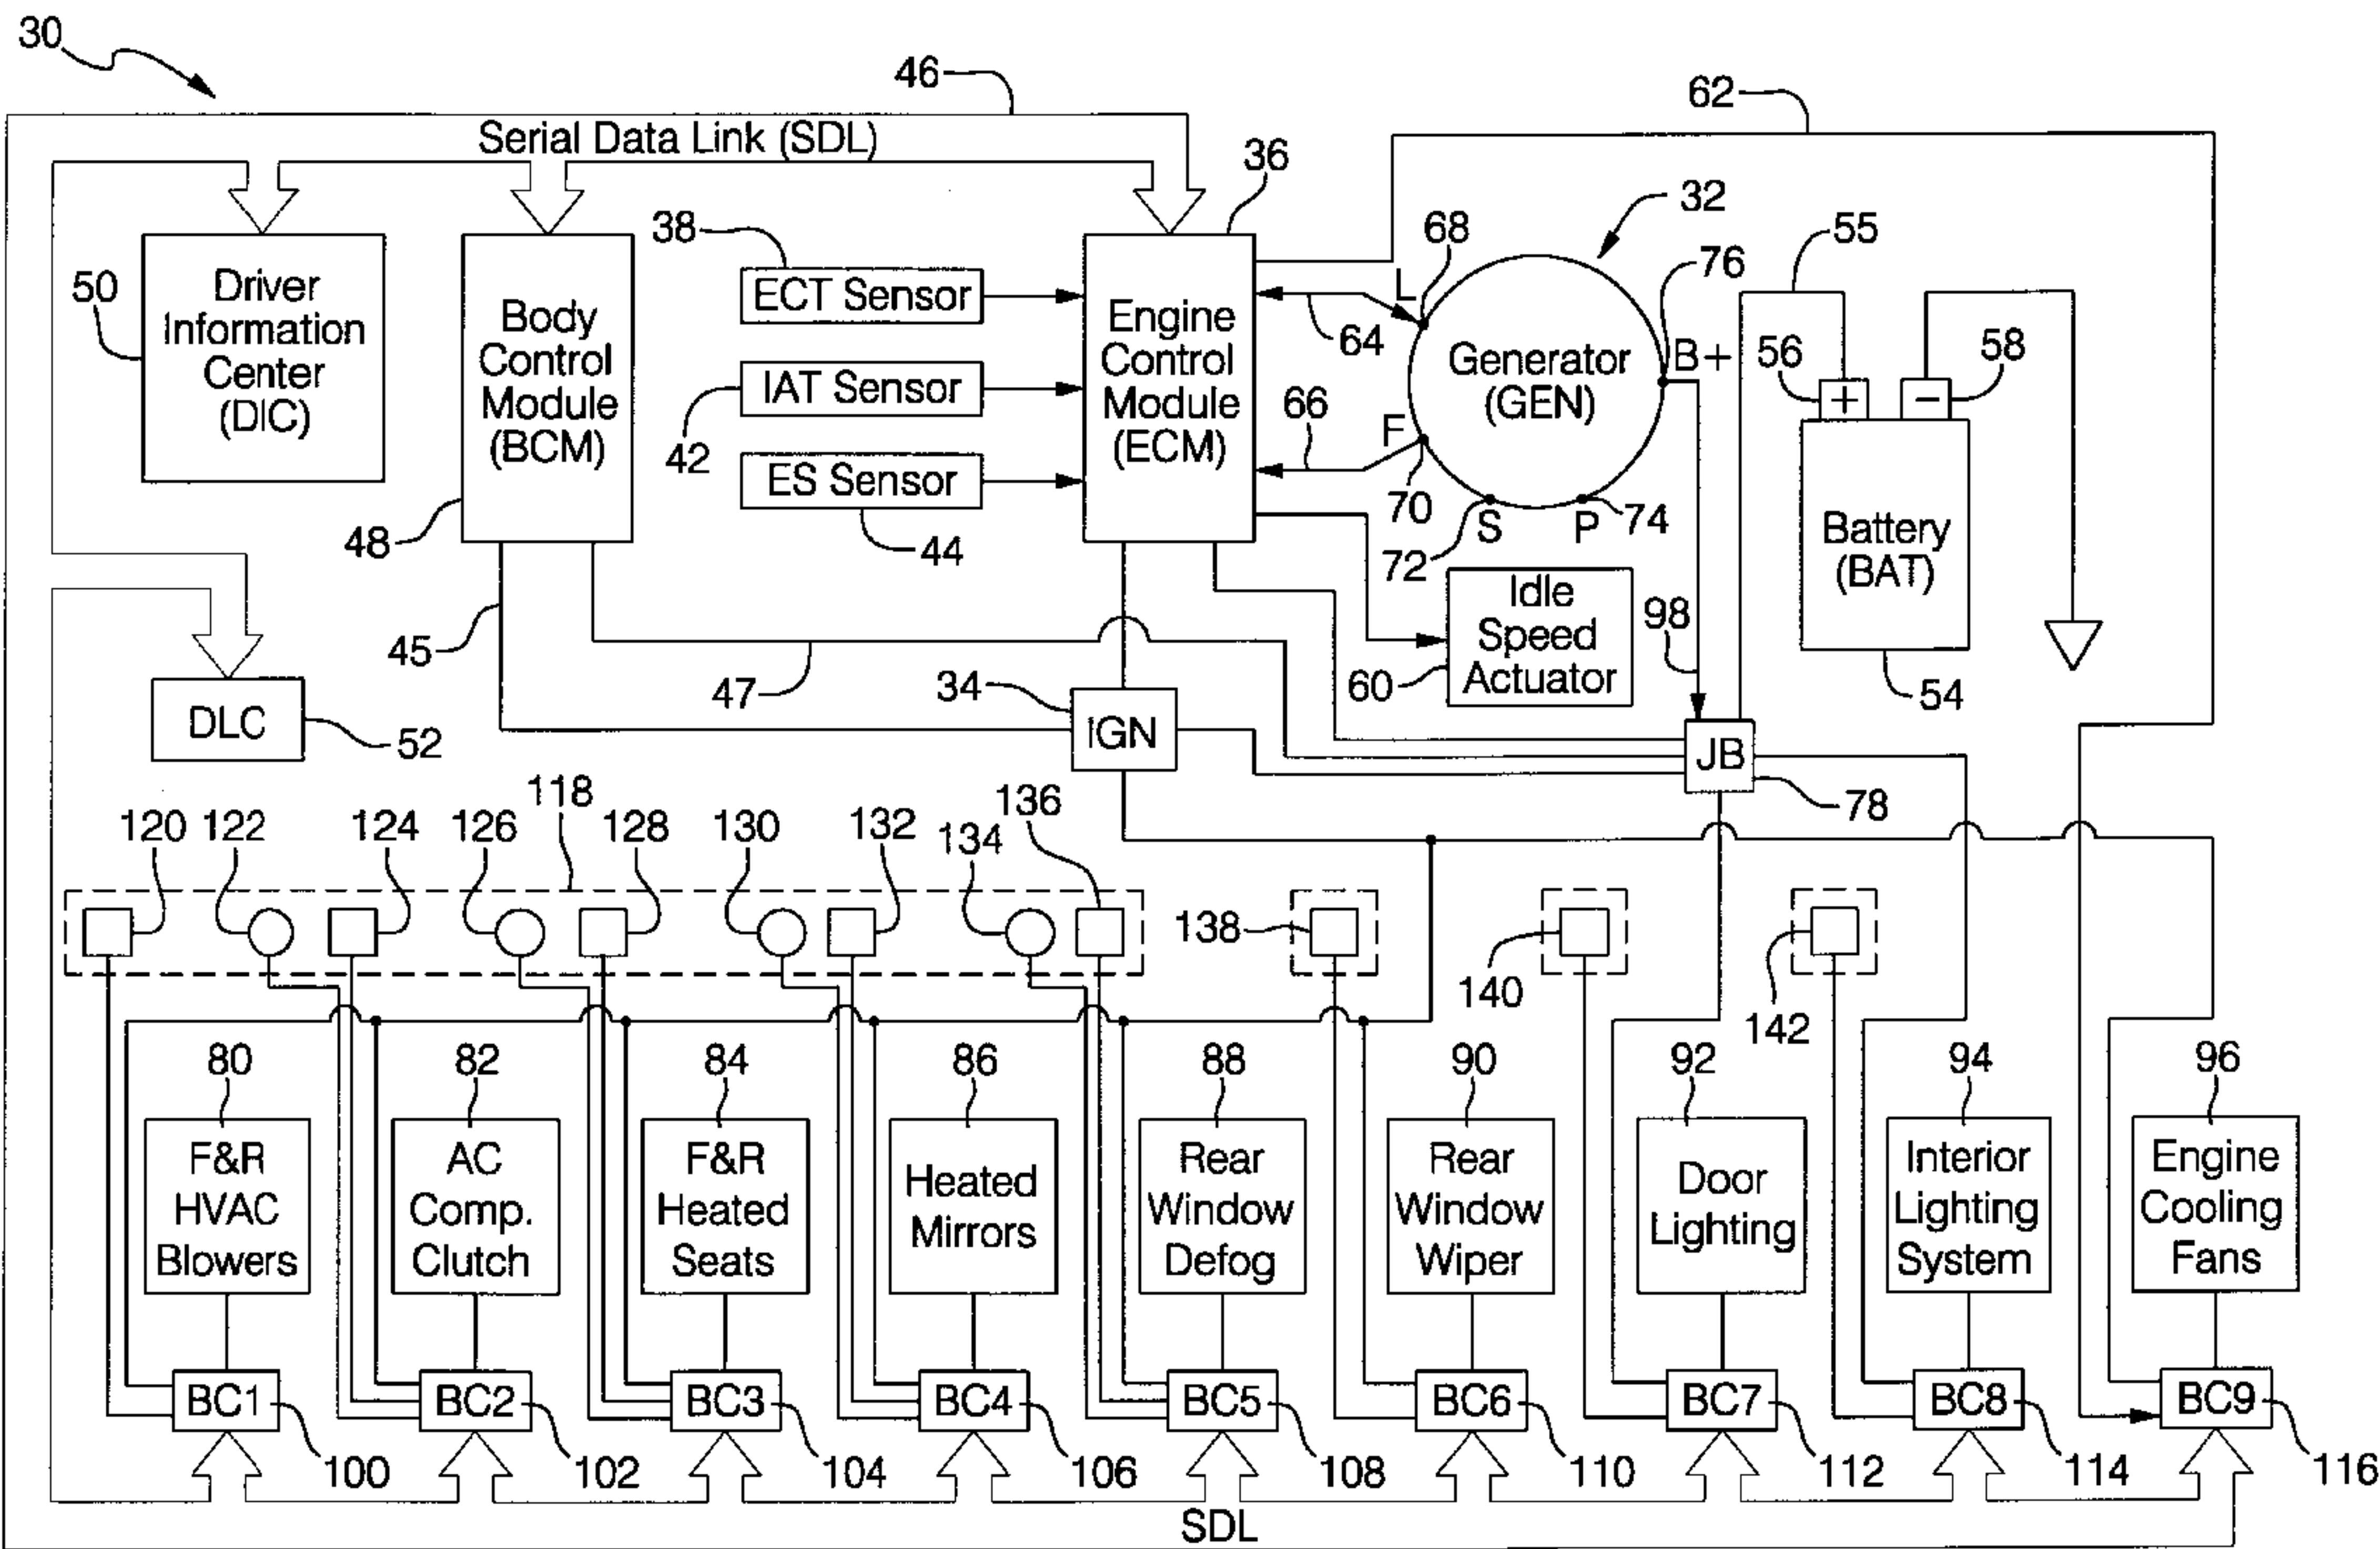 30
46
62
Serial Data Link (SDL)
36
32
38
68
55
76
50
Driver
Information
Center
(DIC)
Body
Control
Module
(BCM)
ECT Sensor
IAT Sensor
42
ES Sensor
44
48
Engine
Control
Module
(ECM)
L
64
66
F
70
Generator
(GEN)
B+
S
72
P
74
56
+
−
58
Battery
(BAT)
54
45
47
34
IGN
Idle
Speed
Actuator
60
98
JB
78
DLC
52
118
120
122
124
126
128
130
132
134
136
138
140
142
80
82
84
86
88
90
92
94
96
F&R
HVAC
Blowers
AC
Comp.
Clutch
F&R
Heated
Seats
Heated
Mirrors
Rear
Window
Defog
Rear
Window
Wiper
Door
Lighting
Interior
Lighting
System
Engine
Cooling
Fans
BC1
BC2
BC3
BC4
BC5
BC6
BC7
BC8
BC9
100
102
104
106
108
110
112
114
116
SDL